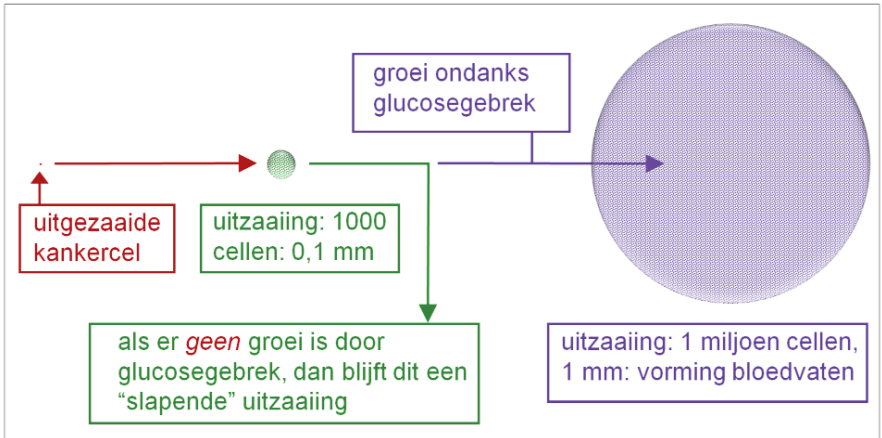 groei ondanks
glucosegebrek
uitgezaaide
kankercel
uitzaaiing: 1000
cellen: 0,1 mm
als er geen groei is door
glucosegebrek, dan blijft dit een
“slapende” uitzaaiing
uitzaaiing: 1 miljoen cellen,
1 mm: vorming bloedvaten